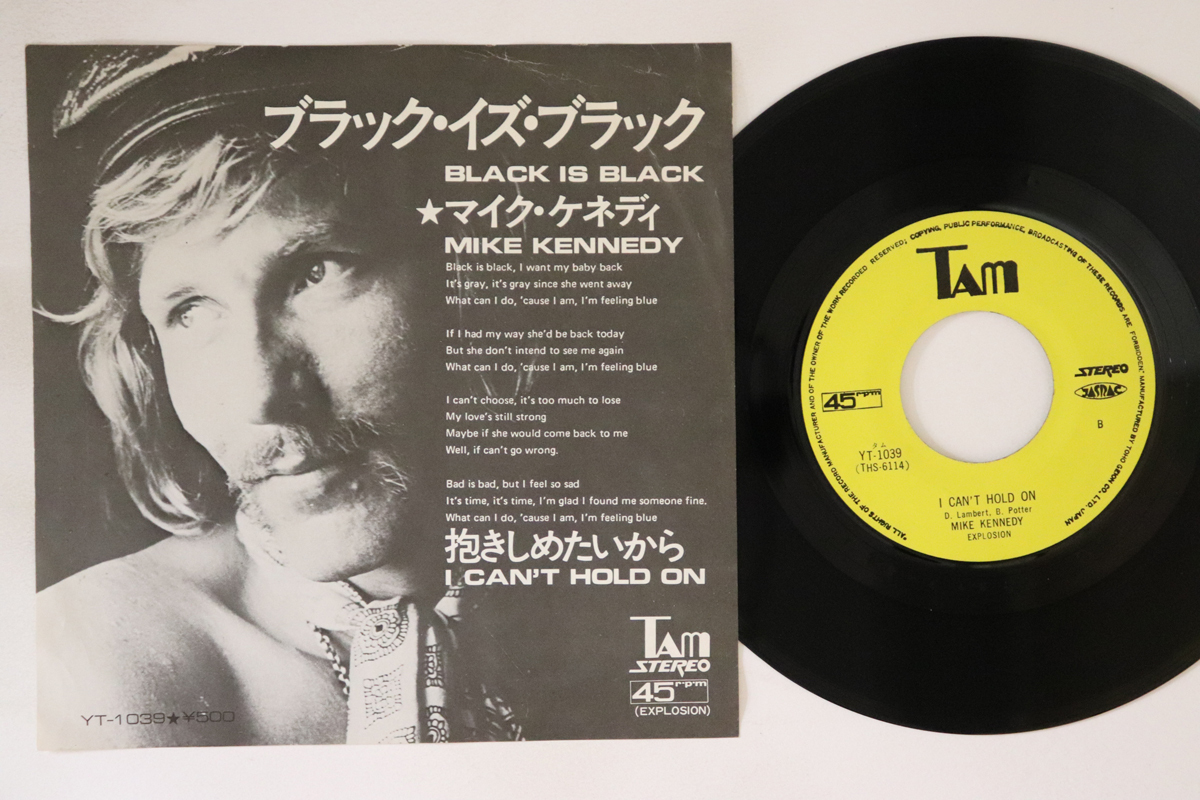 ブラック・イズ・ブラック
BLACK IS BLACK
★マイク・ケネディ
MIKE KENNEDY
Black is black, I want my baby back
It's gray, it's gray since she went away
What can I do, 'cause I am, I'm feeling blue
If I had my way she'd be back today
But she don't intend to see me again
What can I do, 'cause I am, I'm feeling blue
I can't choose, it's too much to lose
My love's still strong
Maybe if she would come back to me
Well, if can't go wrong.
Bad is bad, but I feel so sad
It's time, it's time, I'm glad I found me someone fine.
What can I do, 'cause I am, I'm feeling blue
抱きしめたいから
I CAN'T HOLD ON
TAM
STEREO
45 r·p·m
(EXPLOSION)
YT-1039★¥500
"ALL RIGHTS OF THE RECORD MANUFACTURER AND OF THE OWNER OF THE WORK RECORDED RESERVED; COPYING, PUBLIC PERFORMANCE, BROADCASTING OF THESE RECORDS ARE FORBIDDEN" MANUFACTURED BY TOHO GEION CO., LTD. JAPAN
TAM
STEREO
JASRAC
45 rpm
B
タム
YT-1039
(THS-6114)
I CAN'T HOLD ON
D. Lambert, B. Potter
MIKE KENNEDY
EXPLOSION